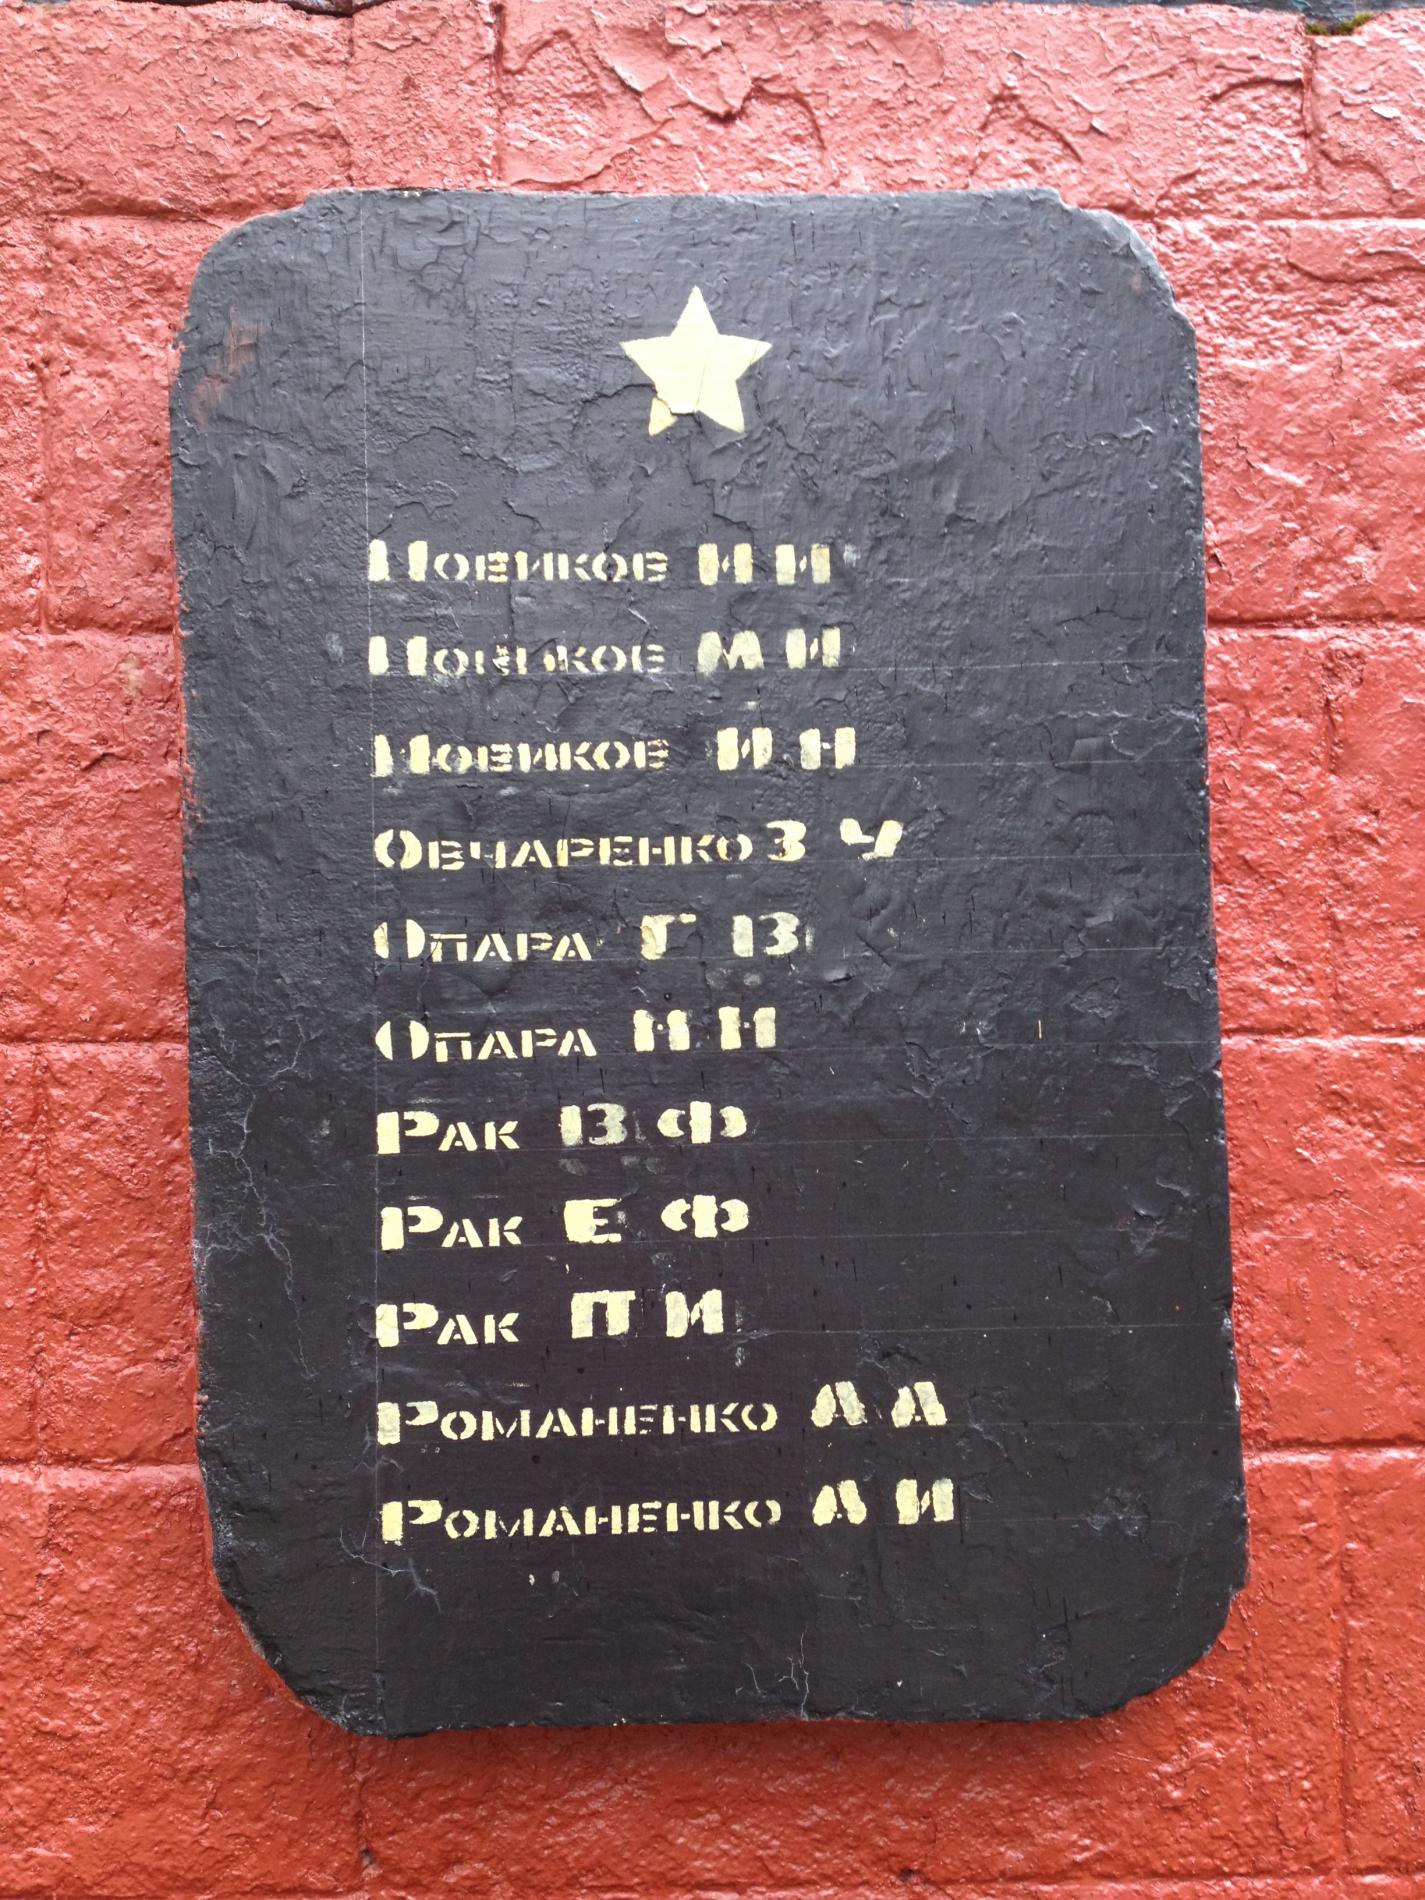 Новиков И И
Новиков М И
Новиков И Н
Овчаренко З У
Опара Г В
Опара И И
Рак В Ф
Рак Е Ф
Рак П И
Романенко А А
Романенко А И